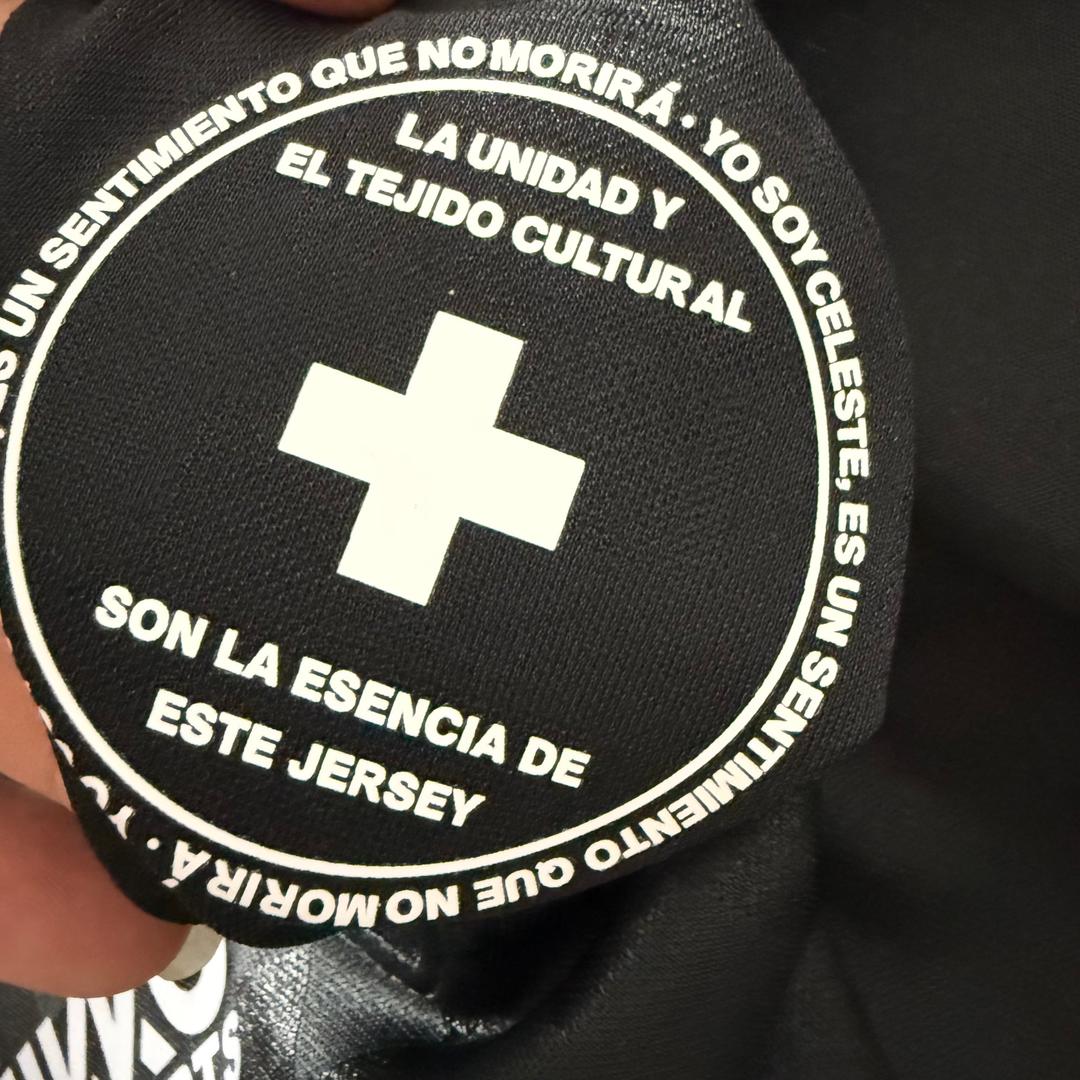 ES UN SENTIMIENTO QUE NO MORIRÁ · YO SOY CELESTE, ES UN SENTIMIENTO QUE NO MORIRÁ · YO
LA UNIDAD Y
EL TEJIDO CULTURAL
SON LA ESENCIA DE
ESTE JERSEY